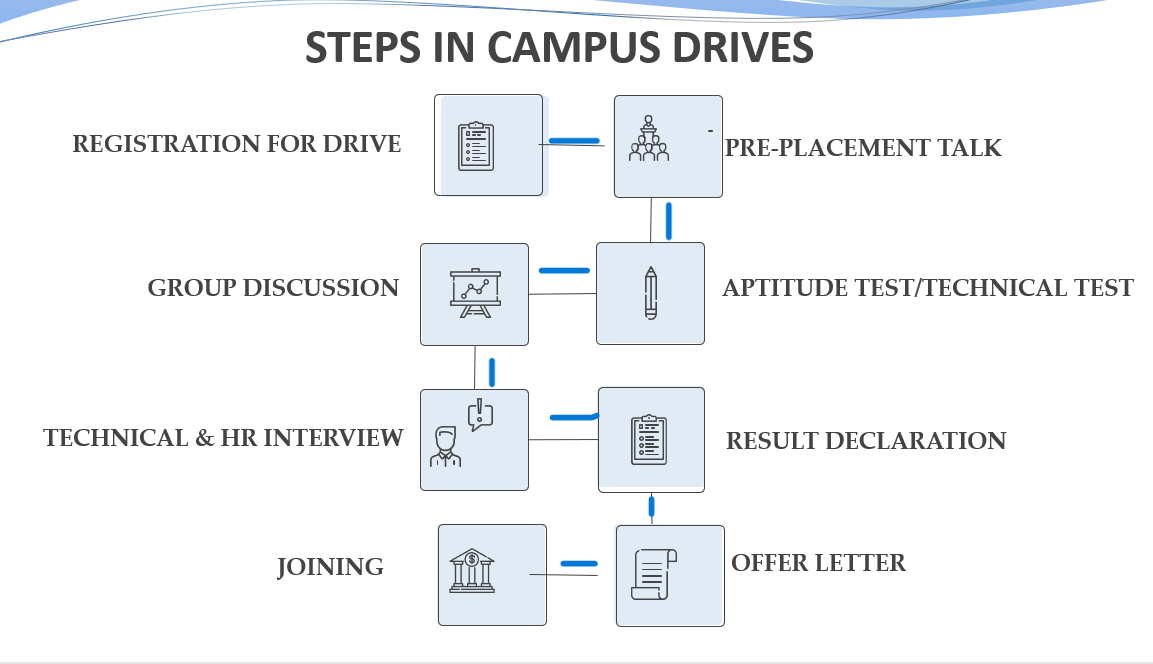 STEPS IN CAMPUS DRIVES
REGISTRATION FOR DRIVE
-
PRE-PLACEMENT TALK
GROUP DISCUSSION
APTITUDE TEST/TECHNICAL TEST
TECHNICAL & HR INTERVIEW
RESULT DECLARATION
JOINING
OFFER LETTER